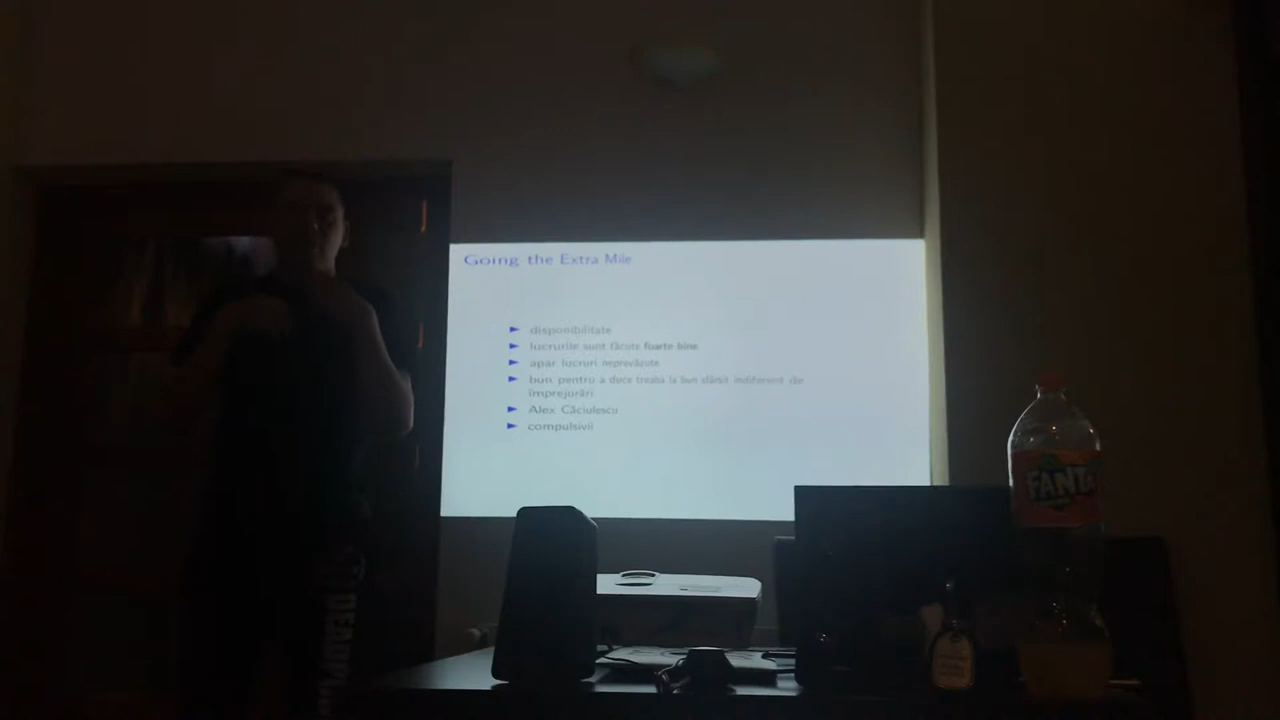 Going the Extra Mile
disponibilitate
lucrurile sunt făcute foarte bine
apar lucruri neprevăzute
bun pentru a duce treaba la bun sfârșit indiferent de
împrejurări
Alex Căciulescu
compulsivii
FANTA